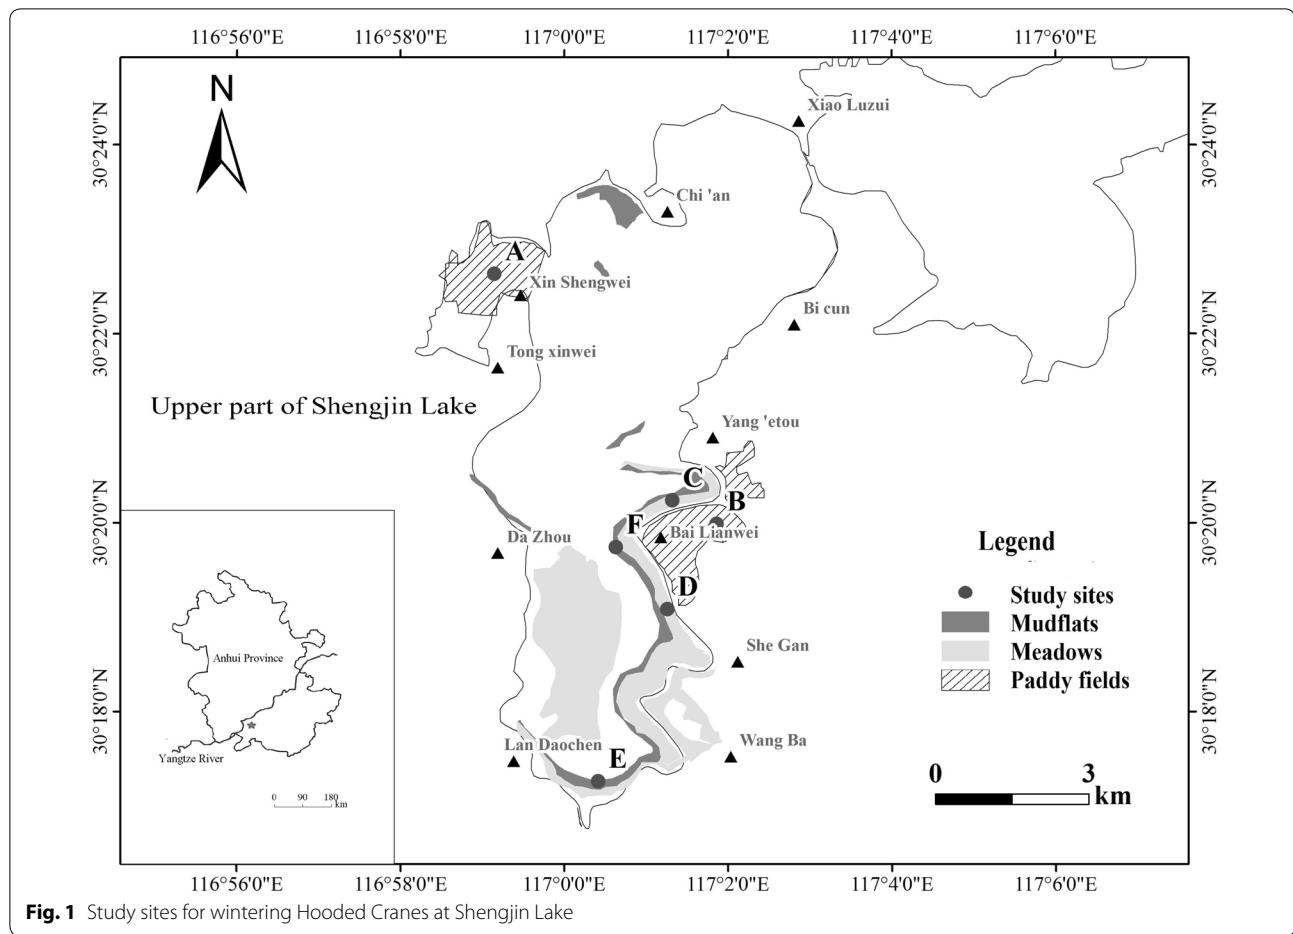 116°56'0"E 116°58'0"E 117°0'0"E 117°2'0"E 117°4'0"E 117°6'0"E
N
Xiao Luzui
30°24'0"N 30°24'0"N
Chi 'an
A
Xin Shengwei
Bi cun
30°22'0"N 30°22'0"N
Tong xinwei
Upper part of Shengjin Lake
Yang 'etou
C
B
F
30°20'0"N 30°20'0"N
Da Zhou
Bai Lianwei
Legend
D
Study sites
Mudflats
Meadows
Paddy fields
She Gan
Anhui Province
30°18'0"N 30°18'0"N
Lan Daochen
E
Wang Ba
Yangtze River
0 90 180
km
0 3
km
116°56'0"E 116°58'0"E 117°0'0"E 117°2'0"E 117°4'0"E 117°6'0"E
Fig. 1 Study sites for wintering Hooded Cranes at Shengjin Lake